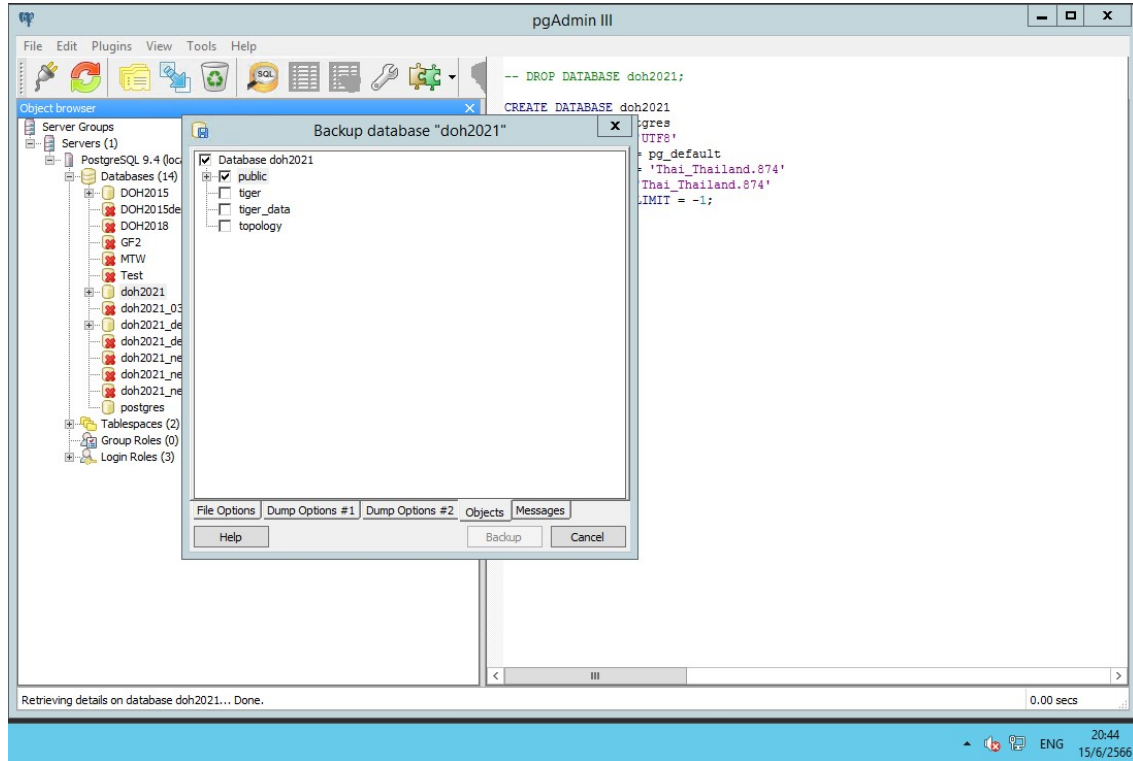 pgAdmin III
File Edit Plugins View Tools Help
SQL
Object browser
Server Groups
Servers (1)
PostgreSQL 9.4 (loca
Databases (14)
DOH2015
DOH2015de
DOH2018
GF2
MTW
Test
doh2021
doh2021_03
doh2021_de
doh2021_de
doh2021_ne
doh2021_ne
doh2021_ne
postgres
Tablespaces (2)
Group Roles (0)
Login Roles (3)
Backup database "doh2021"
Database doh2021
public
tiger
tiger_data
topology
File Options Dump Options #1 Dump Options #2 Objects Messages
Help Backup Cancel
-- DROP DATABASE doh2021;
CREATE DATABASE doh2021
tgres
'UTF8'
= pg_default
= 'Thai_Thailand.874'
'Thai_Thailand.874'
LIMIT = -1;
Retrieving details on database doh2021... Done. 0.00 secs
ENG 20:44
15/6/2566